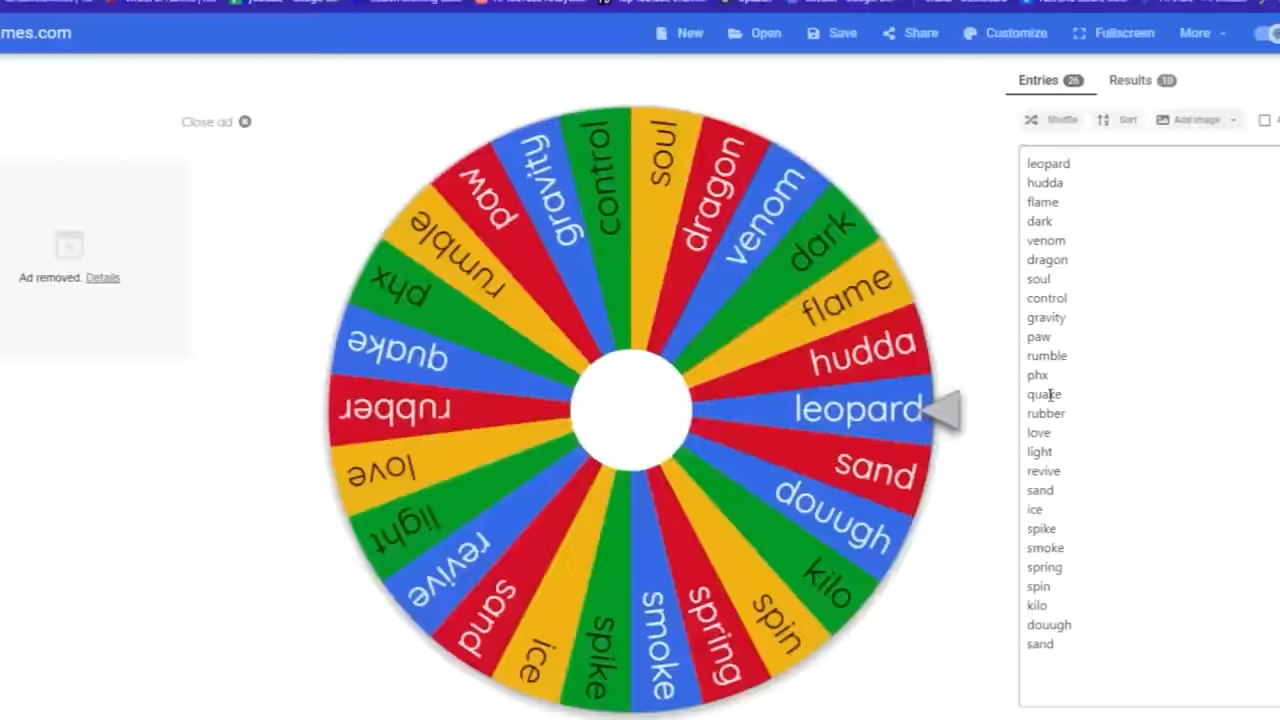 mes.com
New
Open
Save
Share
Customize
Fullscreen
More
Entries 26
Results 10
Close ad
Shuffle
Sort
Add image
Ad removed. Details
leopard
hudda
flame
dark
venom
dragon
soul
control
gravity
paw
rumble
phx
quake
rubber
love
light
revive
sand
ice
spike
smoke
spring
spin
kilo
douugh
sand
control
soul
dragon
venom
dark
flame
hudda
leopard
sand
douugh
kilo
spin
spring
smoke
spike
ice
sand
revive
light
love
rubber
quake
phx
rumble
paw
gravity